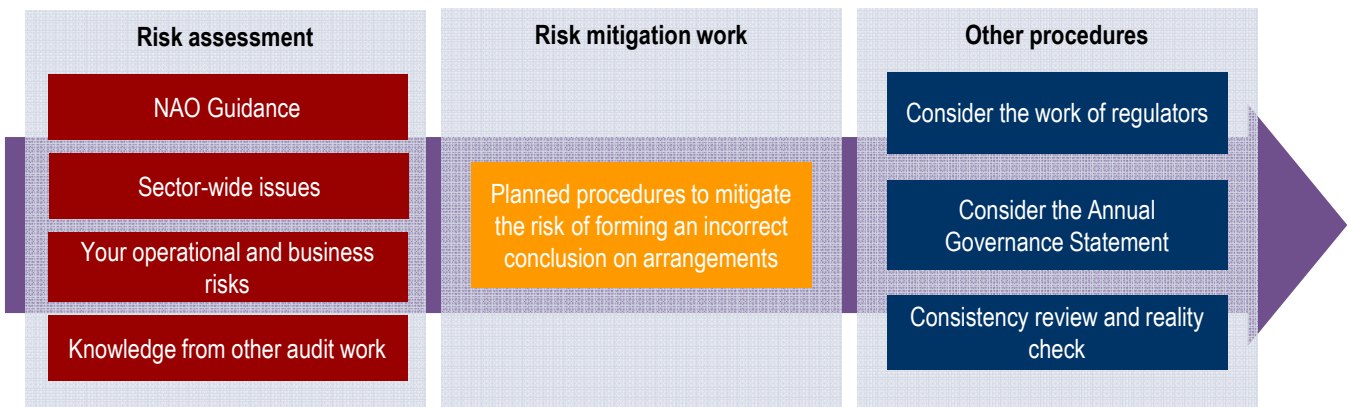 Risk assessment
NAO Guidance
Sector-wide issues
Your operational and business
risks
Knowledge from other audit work
Risk mitigation work
Planned procedures to mitigate
the risk of forming an incorrect
conclusion on arrangements
Other procedures
Consider the work of regulators
Consider the Annual
Governance Statement
Consistency review and reality
check